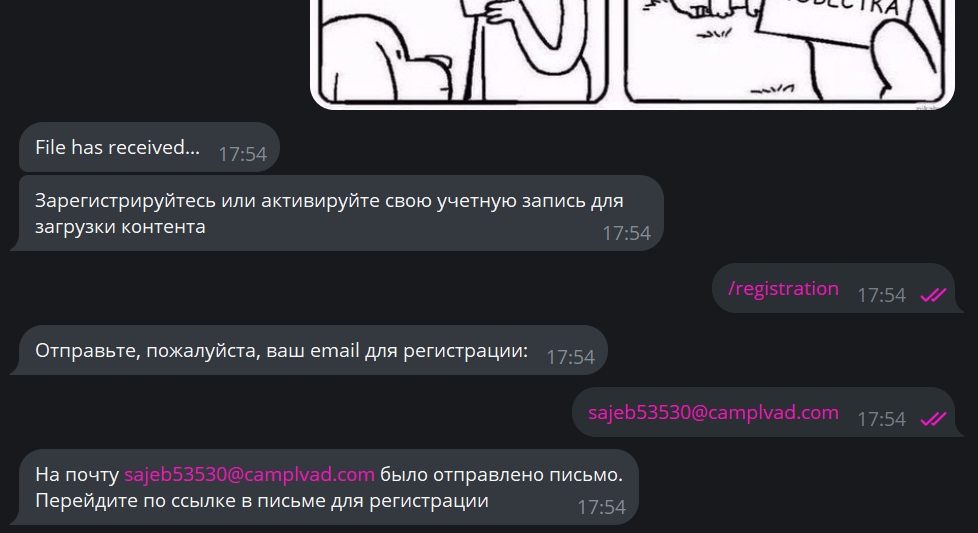 File has received...
17:54
Зарегистрируйтесь или активируйте свою учетную запись для
загрузки контента
17:54
/registration
17:54
Отправьте, пожалуйста, ваш email для регистрации:
17:54
sajeb53530@camplvad.com
17:54
На почту sajeb53530@camplvad.com было отправлено письмо.
Перейдите по ссылке в письме для регистрации
17:54